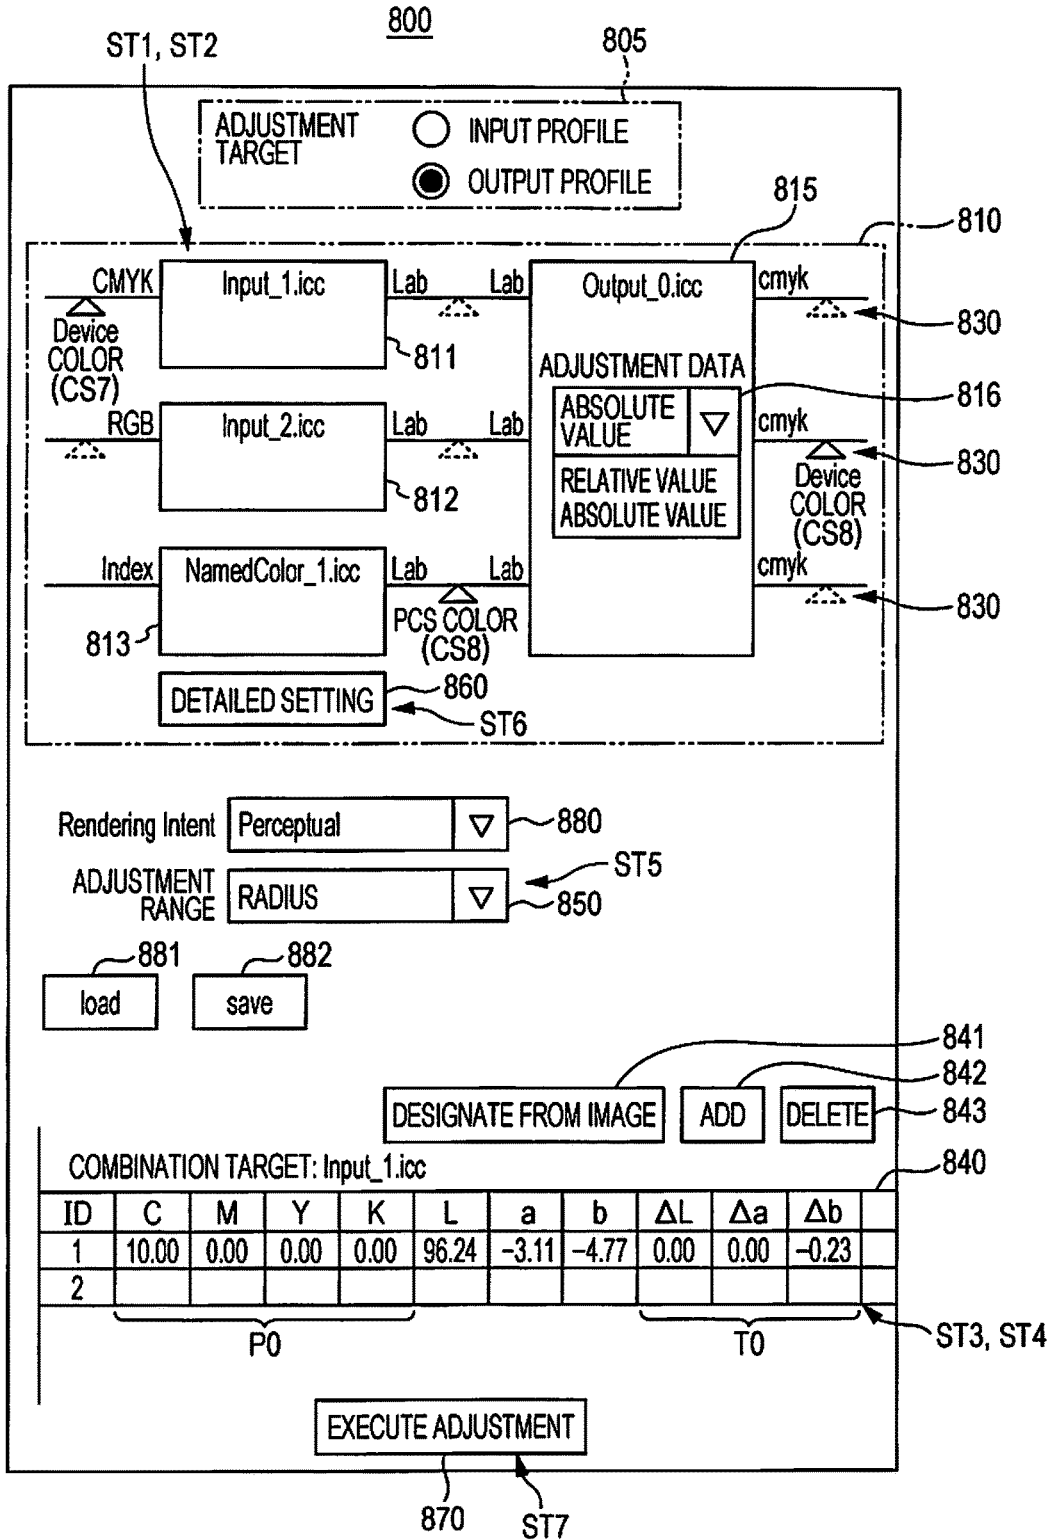 800
ST1, ST2
805
ADJUSTMENT TARGET
INPUT PROFILE
OUTPUT PROFILE
815
810
CMYK
Input_1.icc
Lab
Lab
Output_0.icc
cmyk
Device
COLOR
(CS7)
811
830
ADJUSTMENT DATA
816
ABSOLUTE
VALUE
RGB
Input_2.icc
Lab
Lab
cmyk
830
812
RELATIVE VALUE
ABSOLUTE VALUE
Device
COLOR
(CS8)
Index
NamedColor_1.icc
Lab
Lab
cmyk
830
813
PCS COLOR
(CS8)
DETAILED SETTING
860
ST6
Rendering Intent
Perceptual
880
ADJUSTMENT
RANGE
RADIUS
ST5
850
881
882
load
save
841
842
DESIGNATE FROM IMAGE
ADD
DELETE
843
COMBINATION TARGET: Input_1.icc
840
ID C M Y K L a b ΔL Δa Δb
1 10.00 0.00 0.00 0.00 96.24 −3.11 −4.77 0.00 0.00 −0.23
2
P0
T0
ST3, ST4
EXECUTE ADJUSTMENT
870
ST7